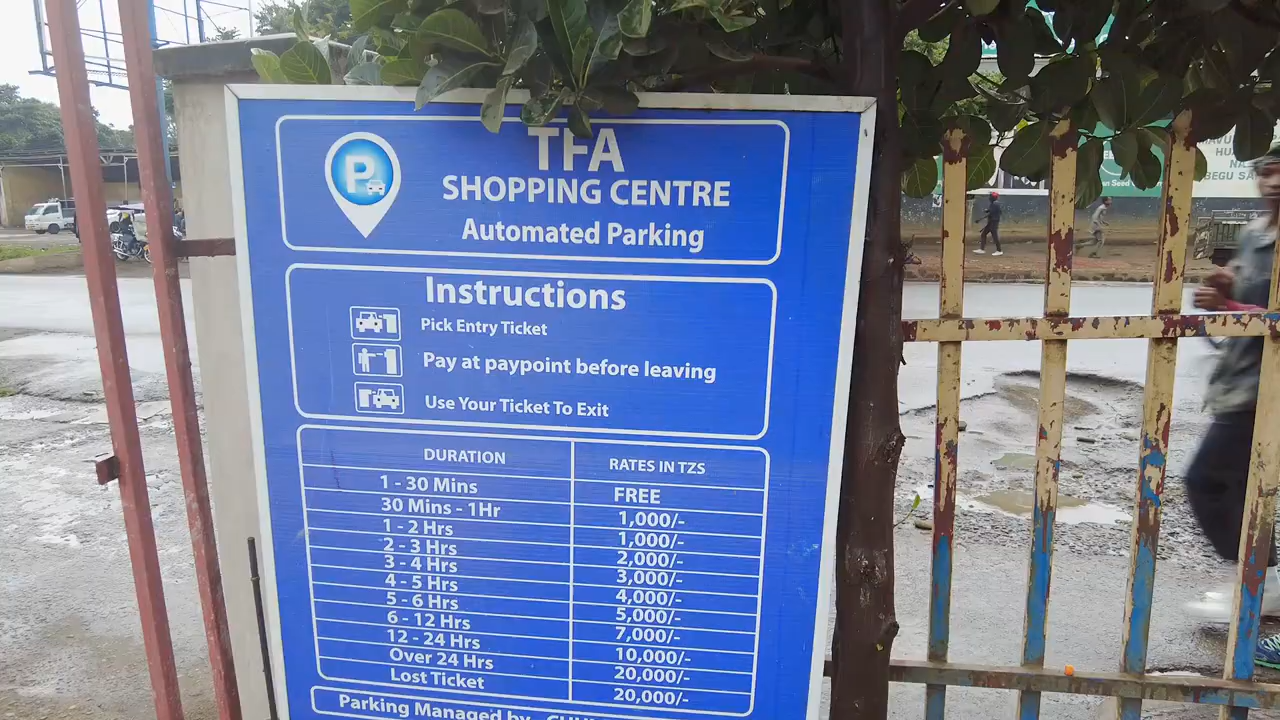 P
TFA
SHOPPING CENTRE
Automated Parking
Instructions
Pick Entry Ticket
Pay at paypoint before leaving
Use Your Ticket To Exit
DURATION RATES IN TZS
1 - 30 Mins FREE
30 Mins - 1Hr 1,000/-
1 - 2 Hrs 1,000/-
2 - 3 Hrs 2,000/-
3 - 4 Hrs 3,000/-
4 - 5 Hrs 4,000/-
5 - 6 Hrs 5,000/-
6 - 12 Hrs 7,000/-
12 - 24 Hrs 10,000/-
Over 24 Hrs 20,000/-
Lost Ticket 20,000/-
Parking Managed by